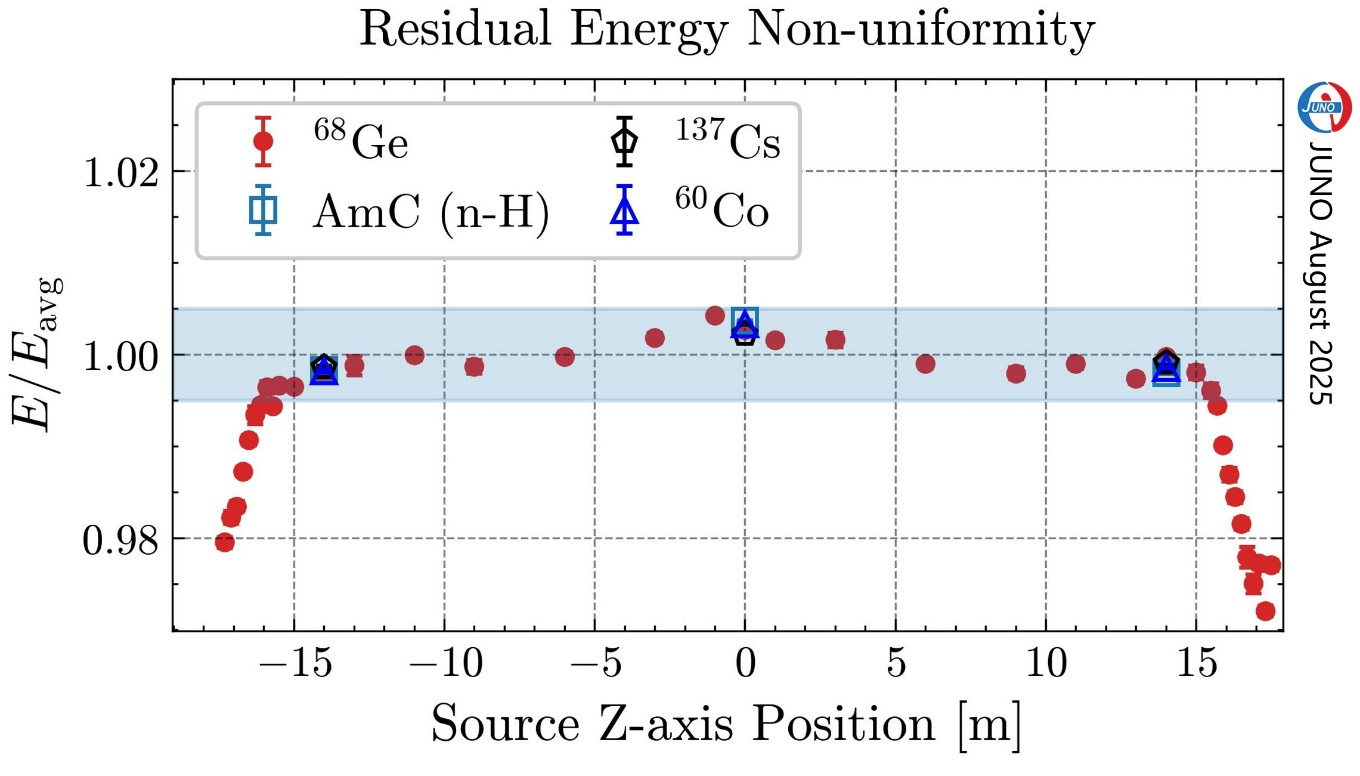 Residual Energy Non-uniformity
⁶⁸Ge
AmC (n-H)
¹³⁷Cs
⁶⁰Co
1.02
1.00
0.98
E/E_avg
−15
−10
−5
0
5
10
15
Source Z-axis Position [m]
JUNO
JUNO August 2025